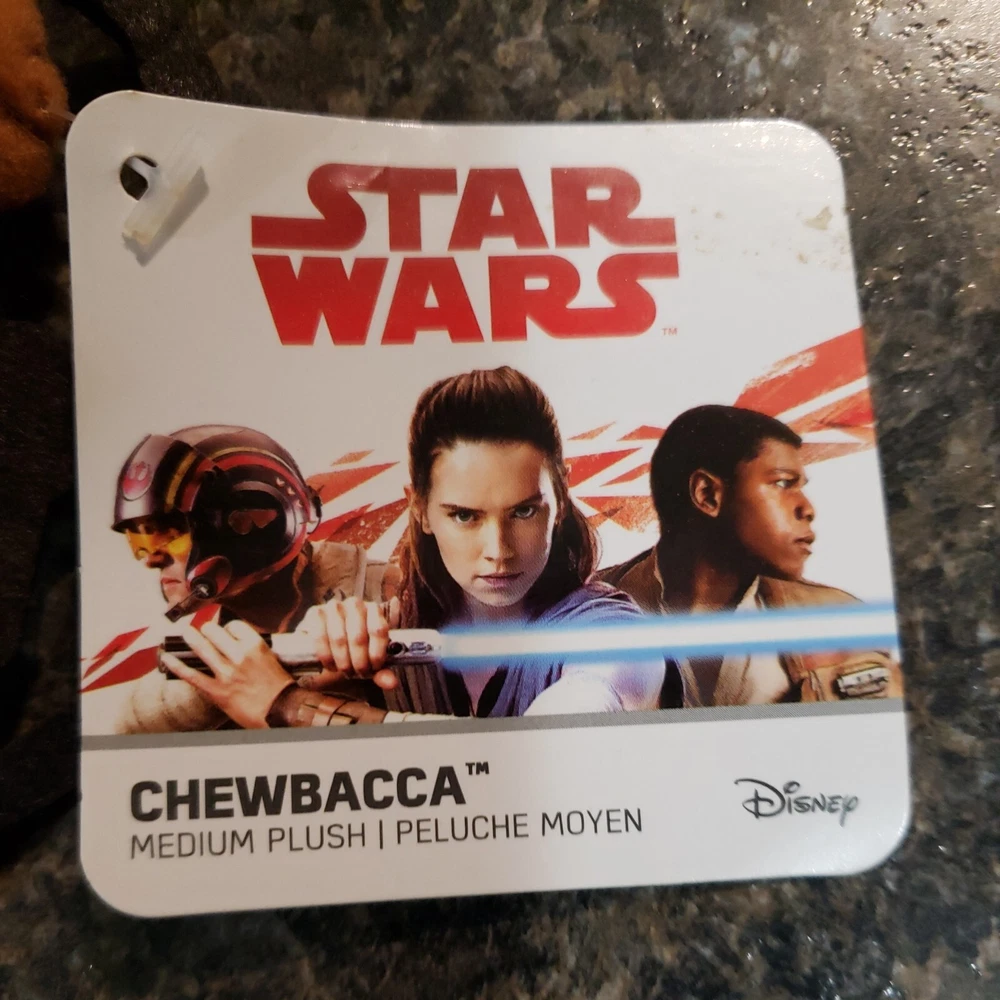 STAR
WARS™
CHEWBACCA™
MEDIUM PLUSH | PELUCHE MOYEN
Disney